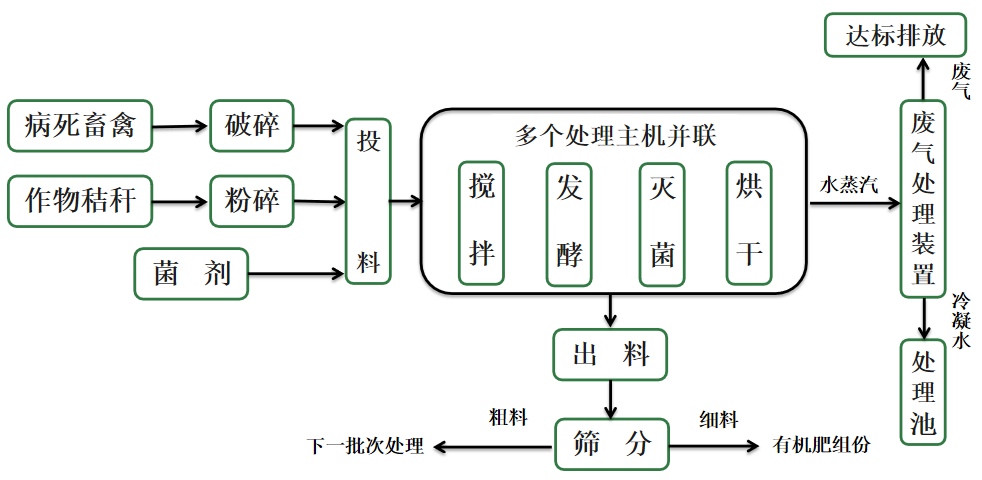 达标排放
废气
病死畜禽
破碎
投料
多个处理主机并联
废气处理装置
搅拌
发酵
灭菌
烘干
水蒸汽
作物秸秆
粉碎
菌 剂
冷凝水
出 料
处理池
粗料
细料
下一批次处理
筛 分
有机肥组份